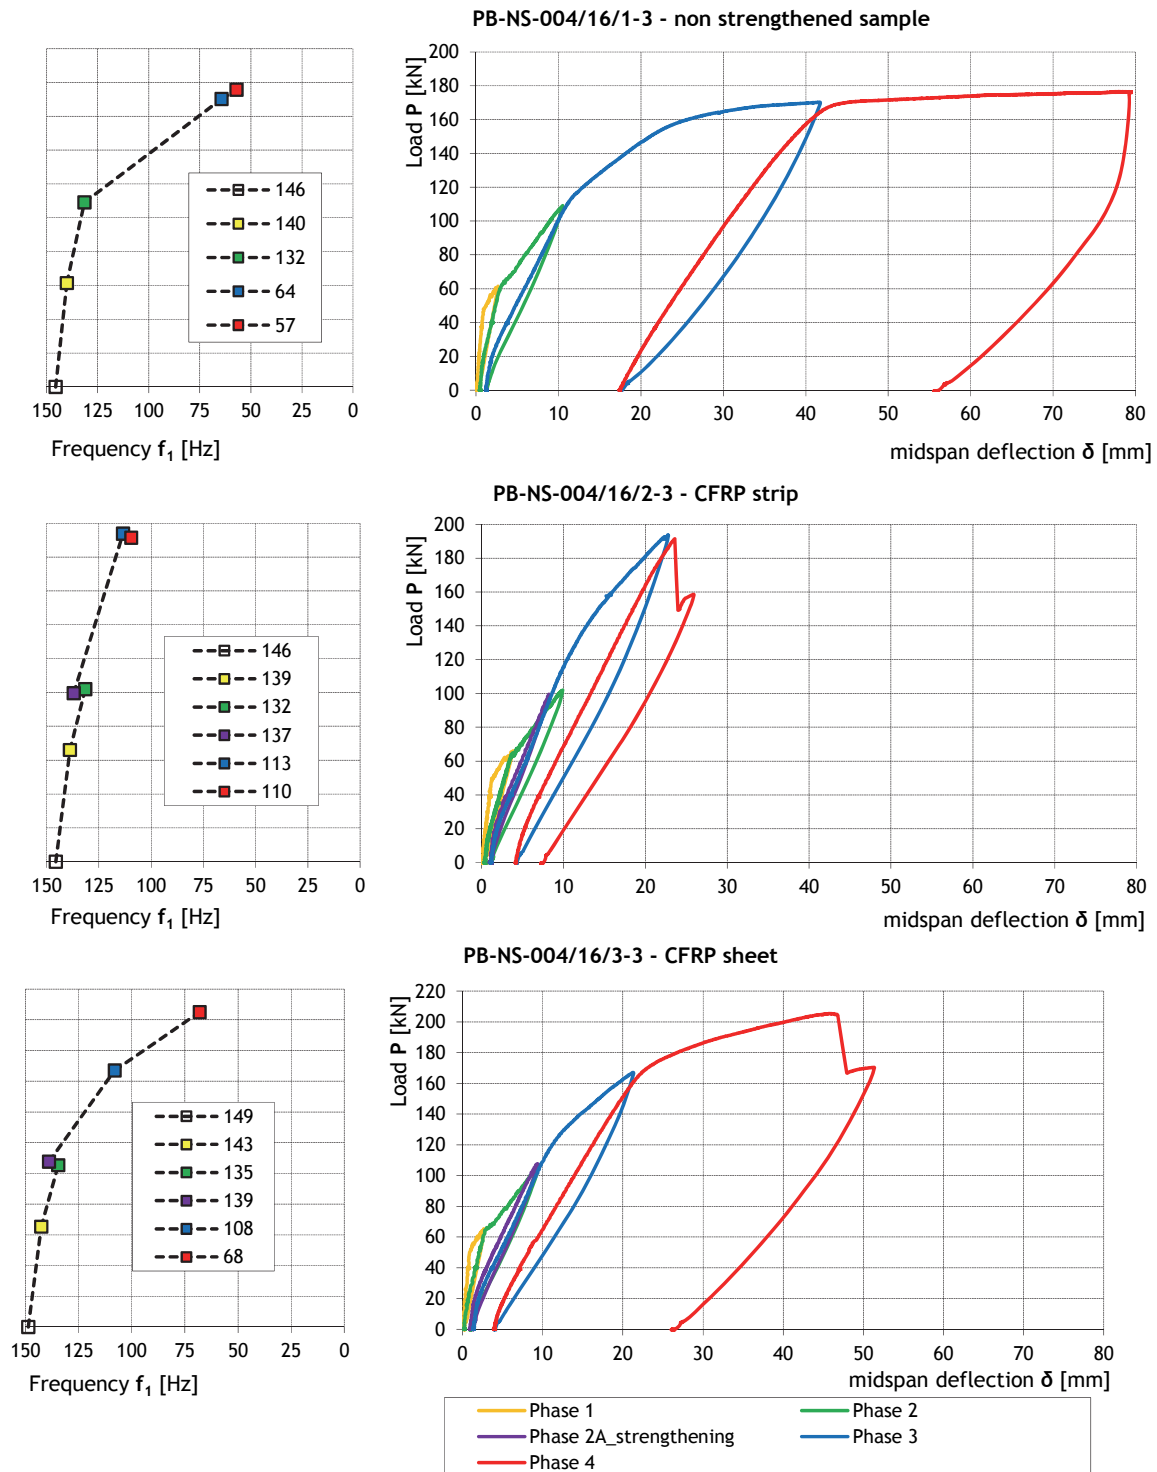 PB-NS-004/16/1-3 - non strengthened sample
146
140
132
64
57
150 125 100 75 50 25 0
Frequency f₁ [Hz]
Load P [kN]
200
180
160
140
120
100
80
60
40
20
0
0 10 20 30 40 50 60 70 80
midspan deflection δ [mm]
PB-NS-004/16/2-3 - CFRP strip
146
139
132
137
113
110
150 125 100 75 50 25 0
Frequency f₁ [Hz]
Load P [kN]
200
180
160
140
120
100
80
60
40
20
0
0 10 20 30 40 50 60 70 80
midspan deflection δ [mm]
PB-NS-004/16/3-3 - CFRP sheet
149
143
135
139
108
68
150 125 100 75 50 25 0
Frequency f₁ [Hz]
Load P [kN]
220
200
180
160
140
120
100
80
60
40
20
0
0 10 20 30 40 50 60 70 80
midspan deflection δ [mm]
Phase 1
Phase 2
Phase 2A_strengthening
Phase 3
Phase 4